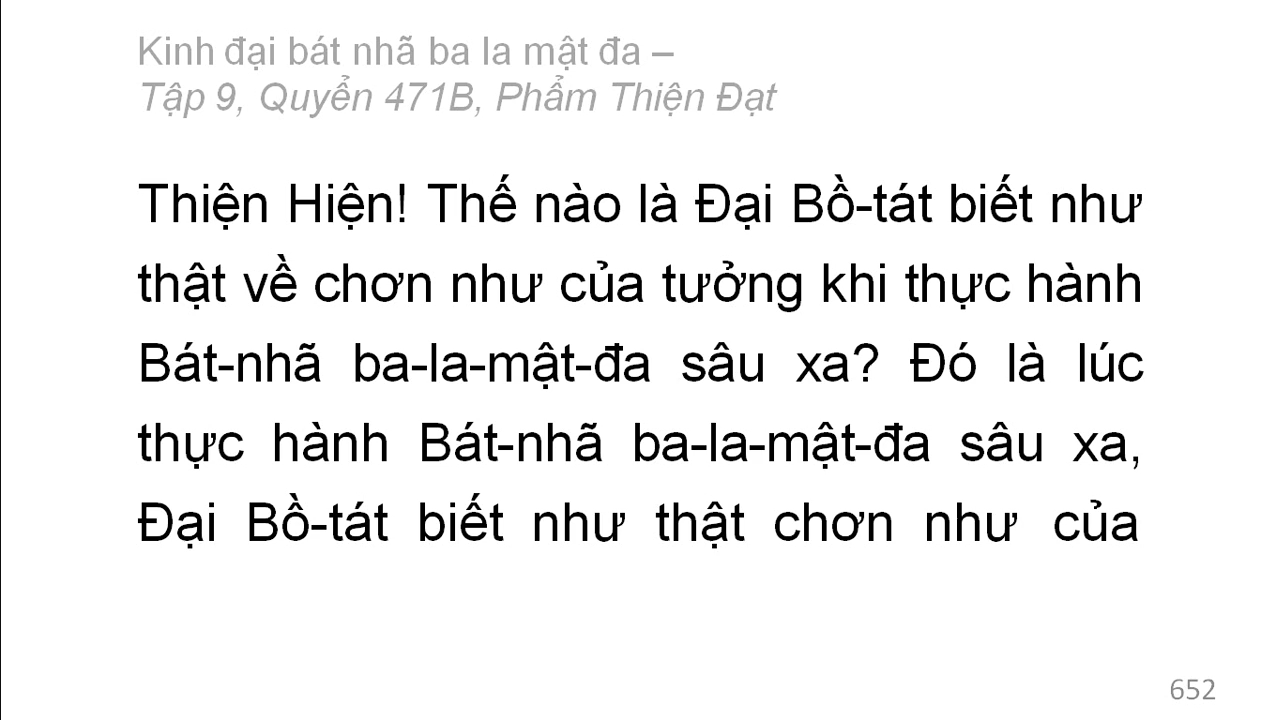 Kinh đại bát nhã ba la mật đa –
Tập 9, Quyển 471B, Phẩm Thiện Đạt
Thiện Hiện! Thế nào là Đại Bồ-tát biết như
thật về chơn như của tưởng khi thực hành
Bát-nhã ba-la-mật-đa sâu xa? Đó là lúc
thực hành Bát-nhã ba-la-mật-đa sâu xa,
Đại Bồ-tát biết như thật chơn như của
652